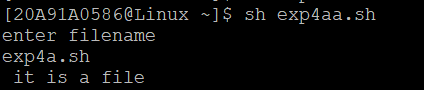 [20A91A0586@Linux ~]$ sh exp4aa.sh
enter filename
exp4a.sh
 it is a file